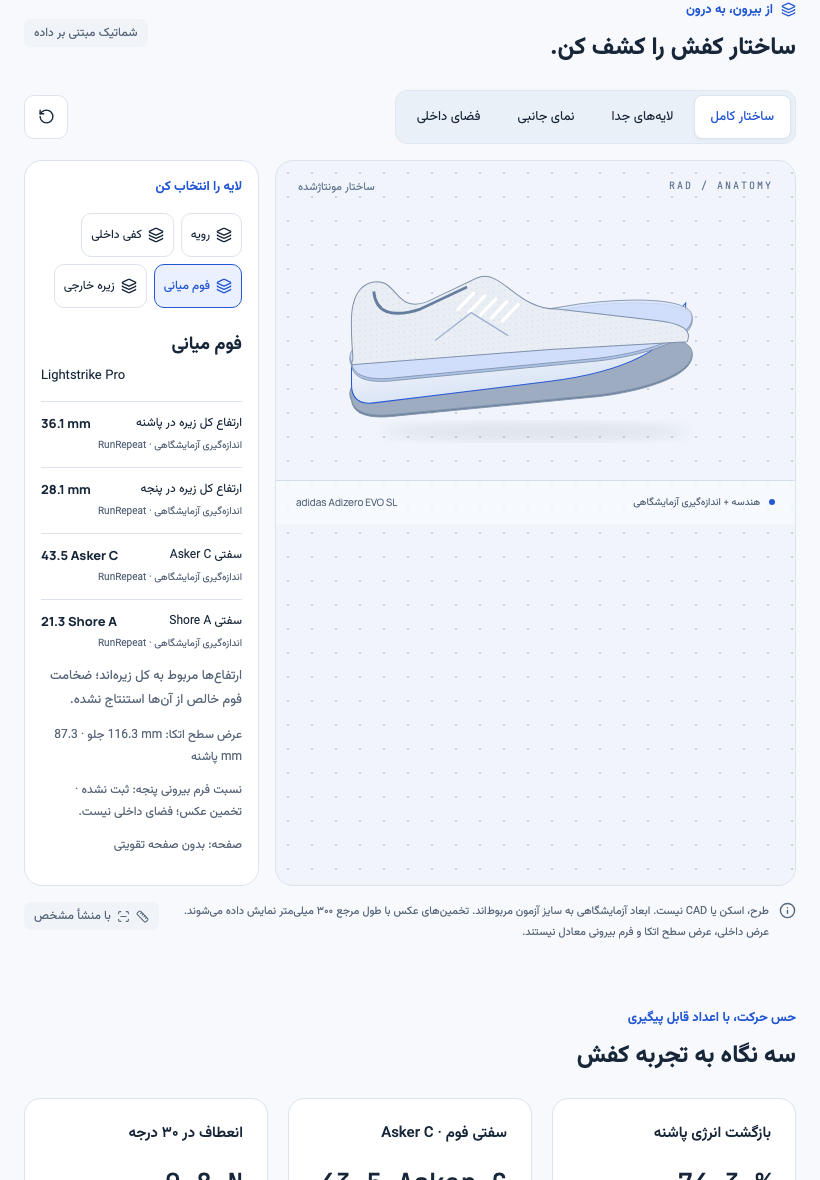 از بیرون، به درون
ساختار کفش را کشف کن.
شماتیک مبتنی بر داده
ساختار کامل
لایه‌های جدا
نمای جانبی
فضای داخلی
RAD / ANATOMY
ساختار مونتاژشده
هندسه + اندازه‌گیری آزمایشگاهی
adidas Adizero EVO SL
لایه را انتخاب کن
رویه
کفی داخلی
فوم میانی
زیره خارجی
فوم میانی
Lightstrike Pro
ارتفاع کل زیره در پاشنه
36.1 mm
اندازه‌گیری آزمایشگاهی · RunRepeat
ارتفاع کل زیره در پنجه
28.1 mm
اندازه‌گیری آزمایشگاهی · RunRepeat
سفتی Asker C
43.5 Asker C
اندازه‌گیری آزمایشگاهی · RunRepeat
سفتی Shore A
21.3 Shore A
اندازه‌گیری آزمایشگاهی · RunRepeat
ارتفاع‌ها مربوط به کل زیره‌اند؛ ضخامت
فوم خالص از آن‌ها استنتاج نشده.
عرض سطح اتکا: 116.3 mm جلو · 87.3
mm پاشنه
نسبت فرم بیرونی پنجه: ثبت نشده ·
تخمین عکس؛ فضای داخلی نیست.
صفحه: بدون صفحه تقویتی
طرح، اسکن یا CAD نیست. ابعاد آزمایشگاهی به سایز آزمون مربوط‌اند. تخمین‌های عکس با طول مرجع ۳۰۰ میلی‌متر نمایش داده می‌شوند.
عرض داخلی، عرض سطح اتکا و فرم بیرونی معادل نیستند.
با منشأ مشخص
حس حرکت، با اعداد قابل پیگیری
سه نگاه به تجربه کفش
بازگشت انرژی پاشنه
سفتی فوم · Asker C
انعطاف در ۳۰ درجه